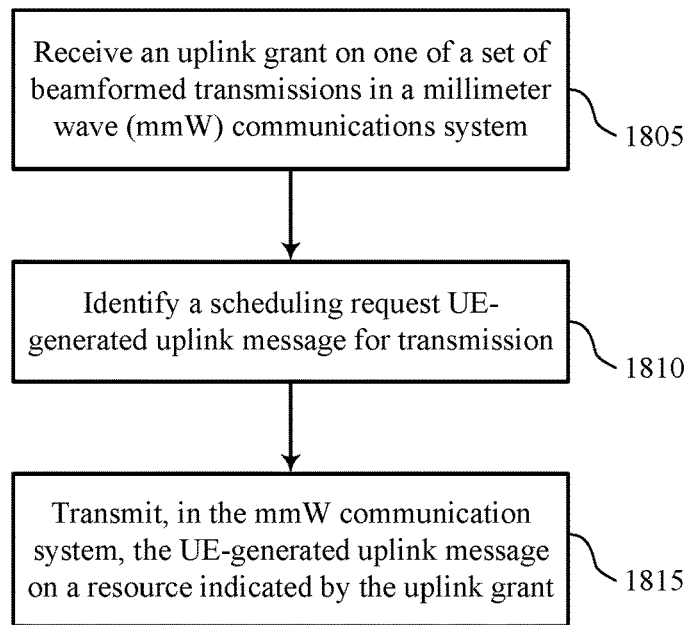 Receive an uplink grant on one of a set of
beamformed transmissions in a millimeter
wave (mmW) communications system
1805
Identify a scheduling request UE-
generated uplink message for transmission
1810
Transmit, in the mmW communication
system, the UE-generated uplink message
on a resource indicated by the uplink grant
1815